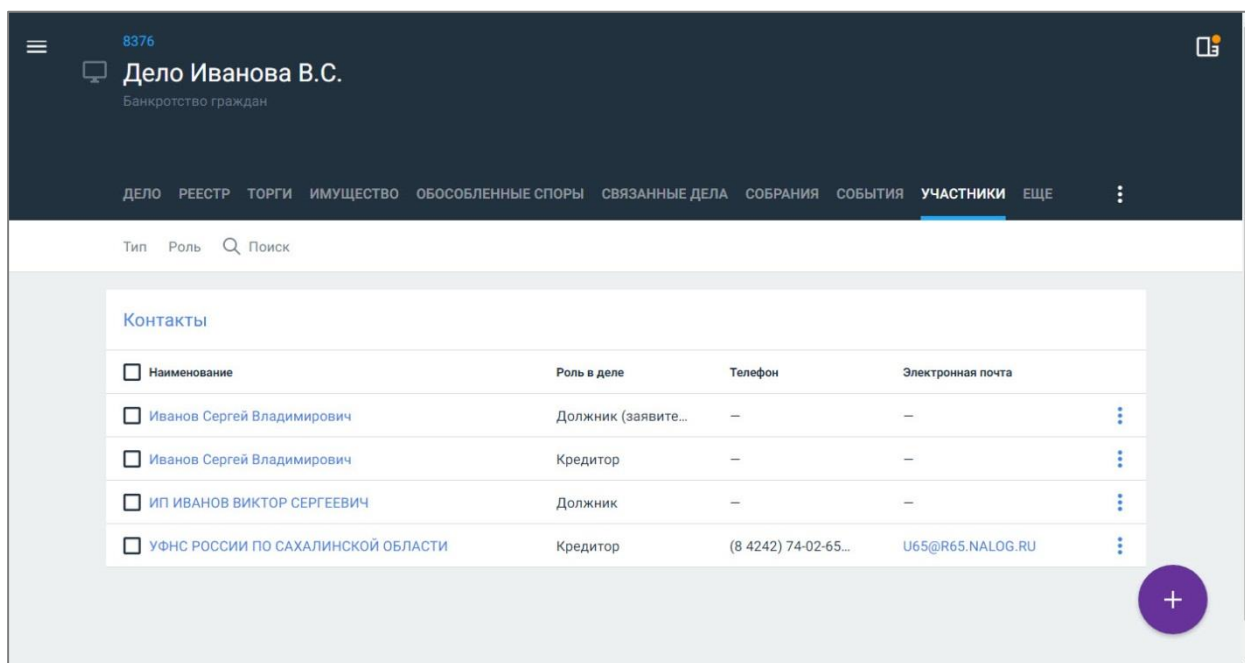 8376
Дело Иванова В.С.
Банкротство граждан
ДЕЛО РЕЕСТР ТОРГИ ИМУЩЕСТВО ОБОСОБЛЕННЫЕ СПОРЫ СВЯЗАННЫЕ ДЕЛА СОБРАНИЯ СОБЫТИЯ УЧАСТНИКИ ЕЩЕ
Тип Роль Поиск
Контакты
Наименование Роль в деле Телефон Электронная почта
Иванов Сергей Владимирович Должник (заявите... — —
Иванов Сергей Владимирович Кредитор — —
ИП ИВАНОВ ВИКТОР СЕРГЕЕВИЧ Должник — —
УФНС РОССИИ ПО САХАЛИНСКОЙ ОБЛАСТИ Кредитор (8 4242) 74-02-65... U65@R65.NALOG.RU